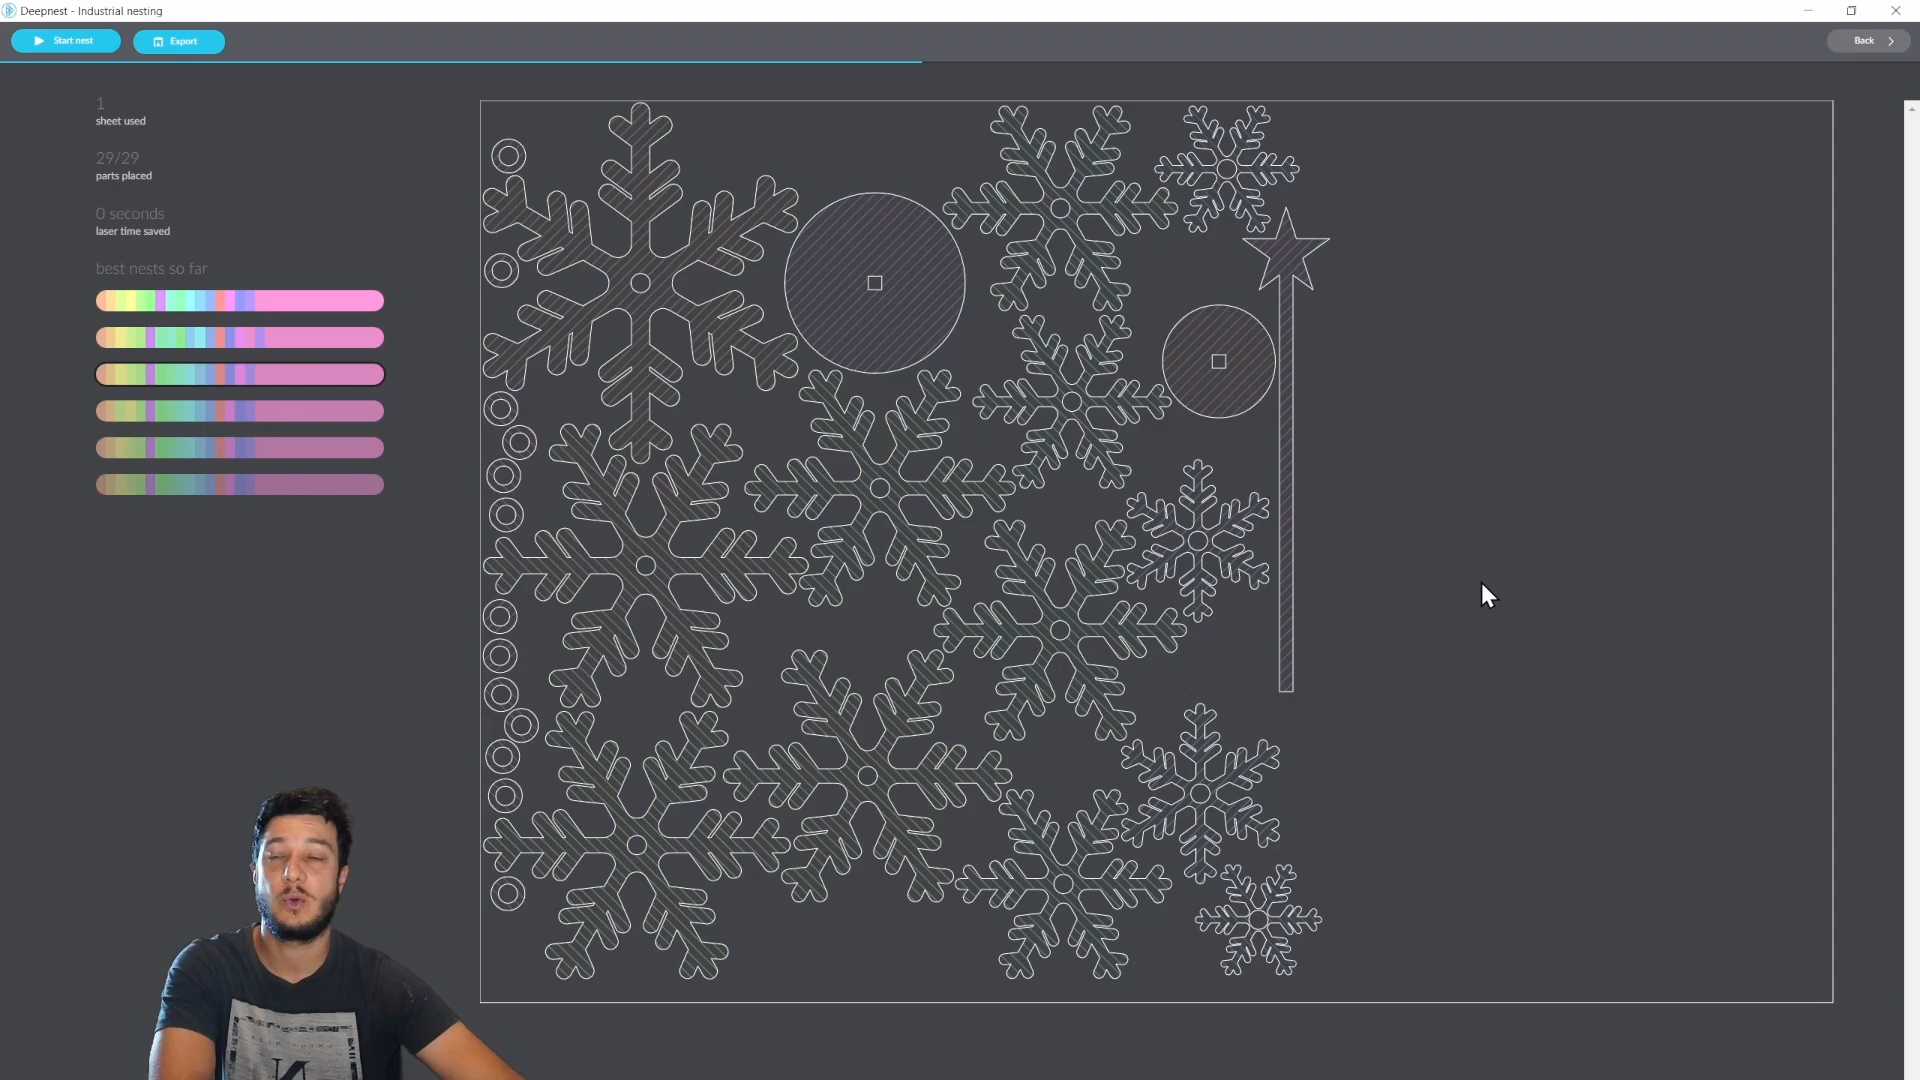 Deepnest - Industrial nesting
Start nest
Export
Back
1
sheet used
29/29
parts placed
0 seconds
laser time saved
best nests so far